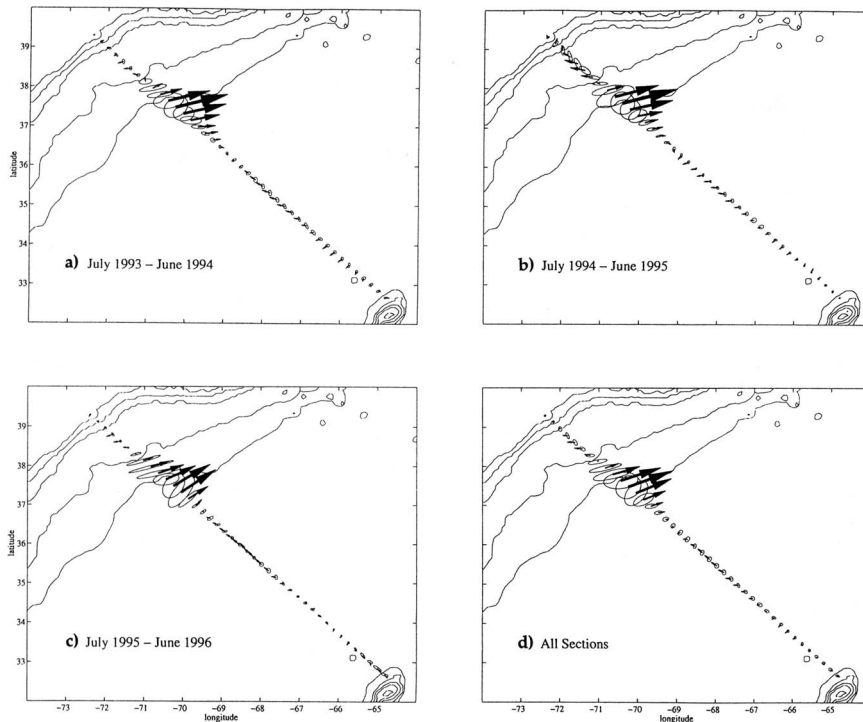 39
38
37
36
35
34
33
latitude
a) July 1993 – June 1994
b) July 1994 – June 1995
39
38
37
36
35
34
33
latitude
c) July 1995 – June 1996
−73 −72 −71 −70 −69 −68 −67 −66 −65
longitude
d) All Sections
−73 −72 −71 −70 −69 −68 −67 −66 −65
longitude